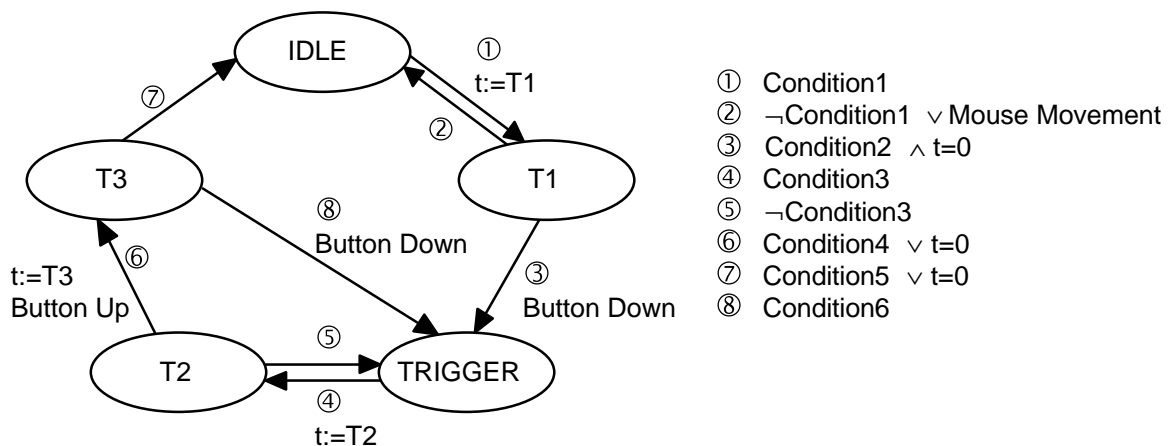 IDLE
①
t:=T1
⑦
②
T3
T1
⑧
Button Down
⑥
t:=T3
Button Up
③
Button Down
⑤
T2
TRIGGER
④
t:=T2
① Condition1
② ¬Condition1 ∨ Mouse Movement
③ Condition2 ∧ t=0
④ Condition3
⑤ ¬Condition3
⑥ Condition4 ∨ t=0
⑦ Condition5 ∨ t=0
⑧ Condition6